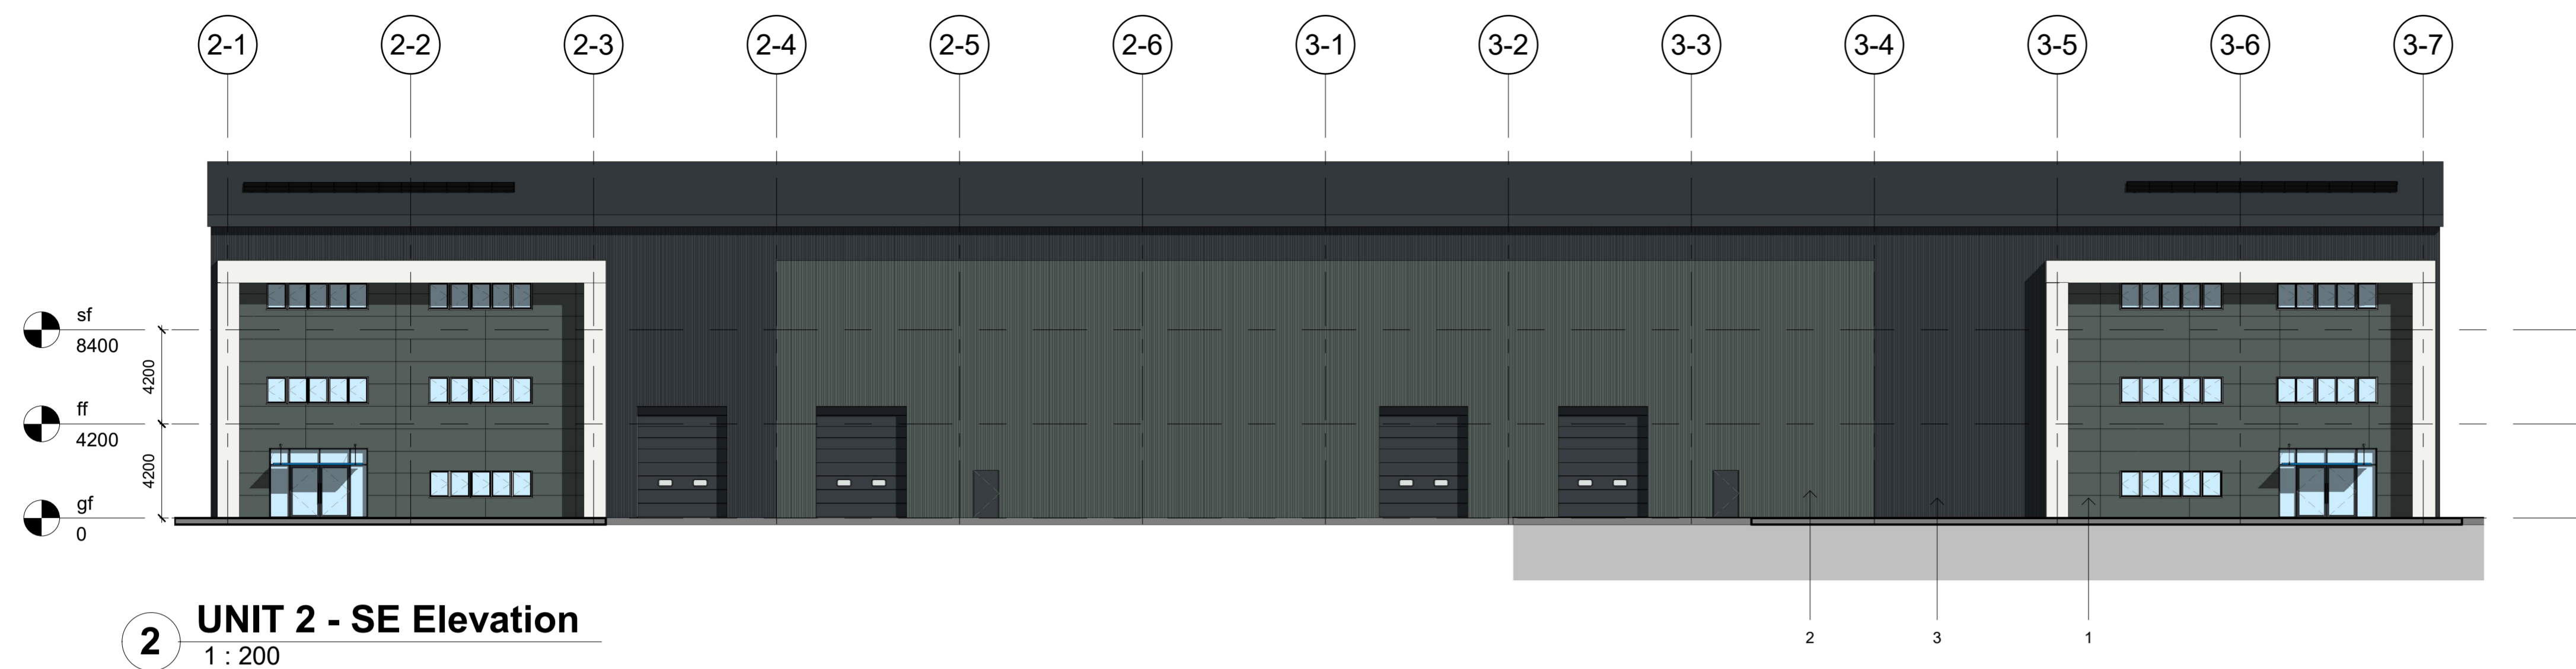 2-1 2-2 2-3 2-4 2-5 2-6 3-1 3-2 3-3 3-4 3-5 3-6 3-7
sf
8400
4200
ff
4200
4200
gf
0
2 3 1
2 UNIT 2 - SE Elevation
1 : 200